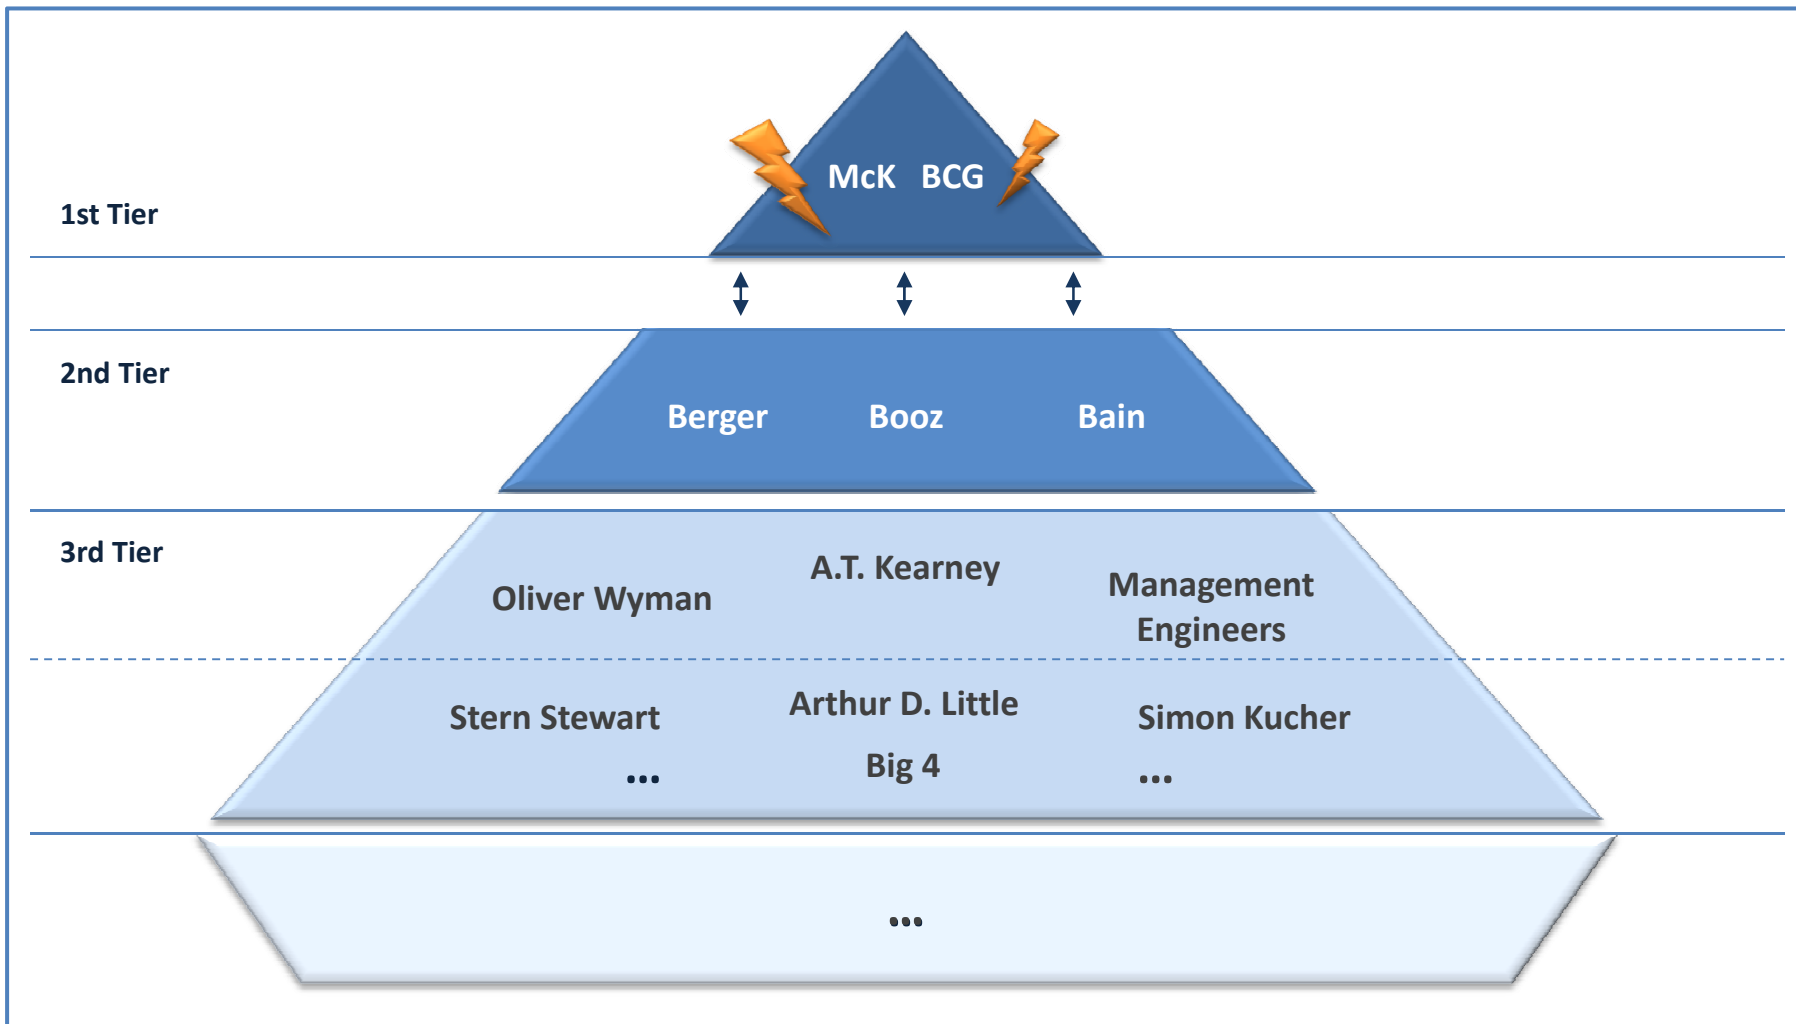 McK BCG
1st Tier
2nd Tier
Berger Booz Bain
3rd Tier
A.T. Kearney
Oliver Wyman
Management
Engineers
Stern Stewart
Arthur D. Little
Simon Kucher
...
Big 4
...
...